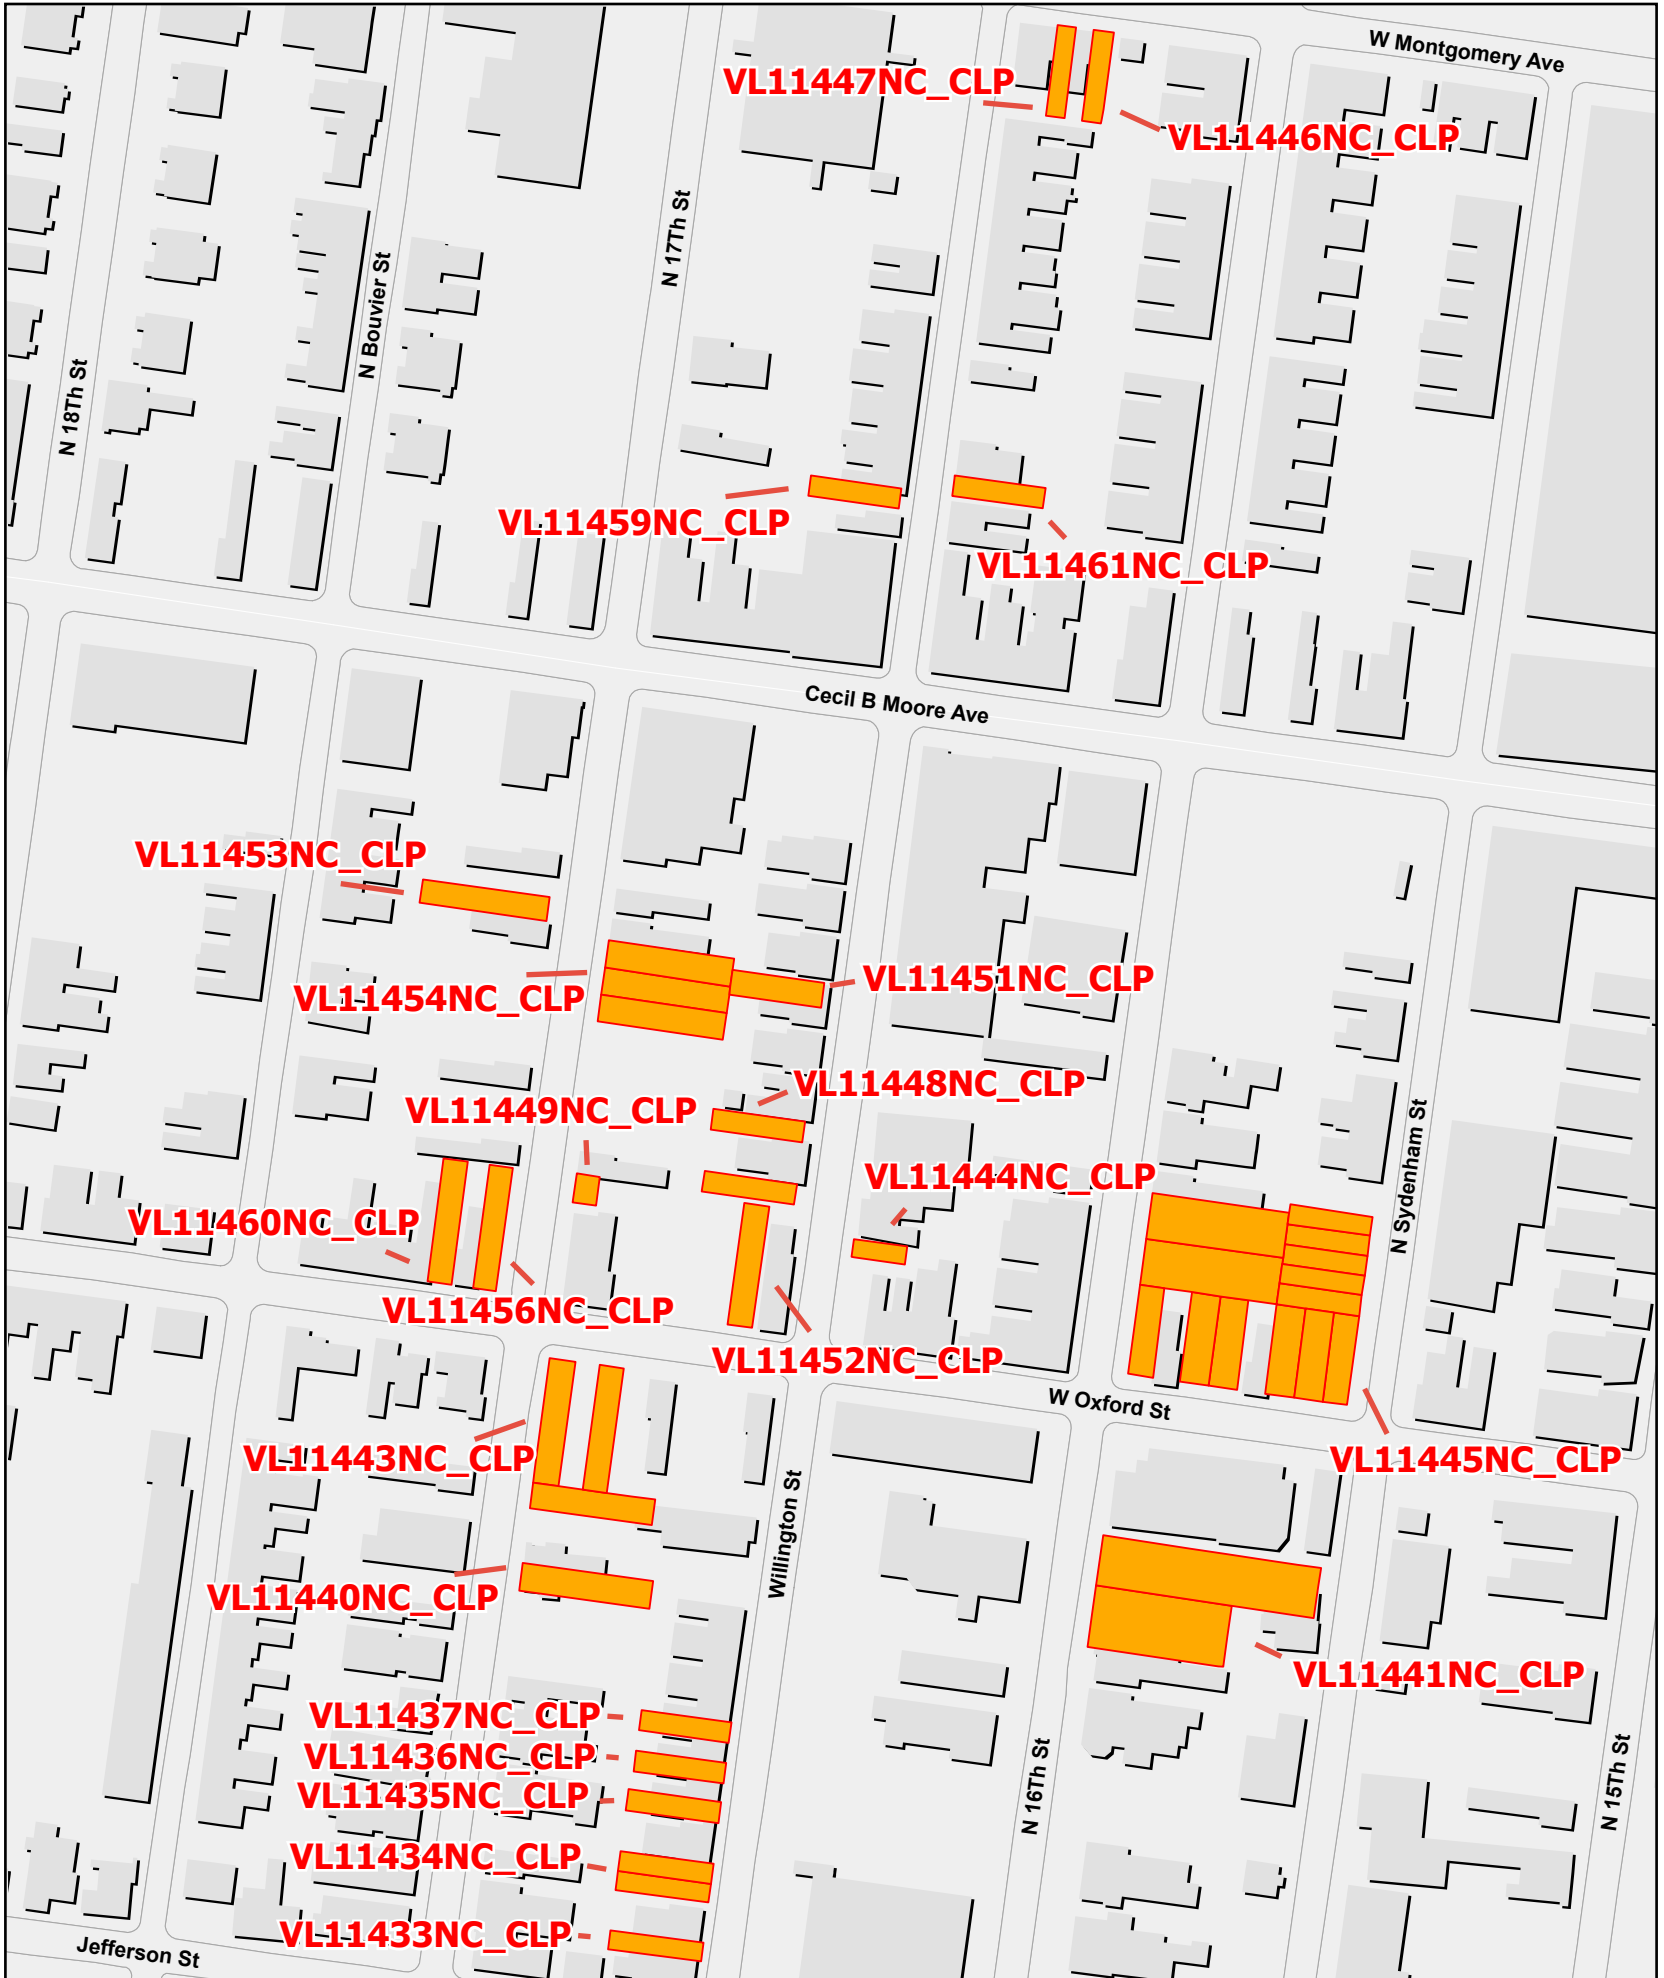 W Montgomery Ave
VL11447NC_CLP
VL11446NC_CLP
N 17Th St
N Bouvier St
N 18Th St
VL11459NC_CLP
VL11461NC_CLP
Cecil B Moore Ave
VL11453NC_CLP
VL11451NC_CLP
VL11454NC_CLP
VL11448NC_CLP
VL11449NC_CLP
VL11444NC_CLP
N Sydenham St
VL11460NC_CLP
VL11456NC_CLP
VL11452NC_CLP
W Oxford St
VL11443NC_CLP
VL11445NC_CLP
Willington St
VL11440NC_CLP
VL11441NC_CLP
VL11437NC_CLP
VL11436NC_CLP
N 16Th St
N 15Th St
VL11435NC_CLP
VL11434NC_CLP
VL11433NC_CLP
Jefferson St